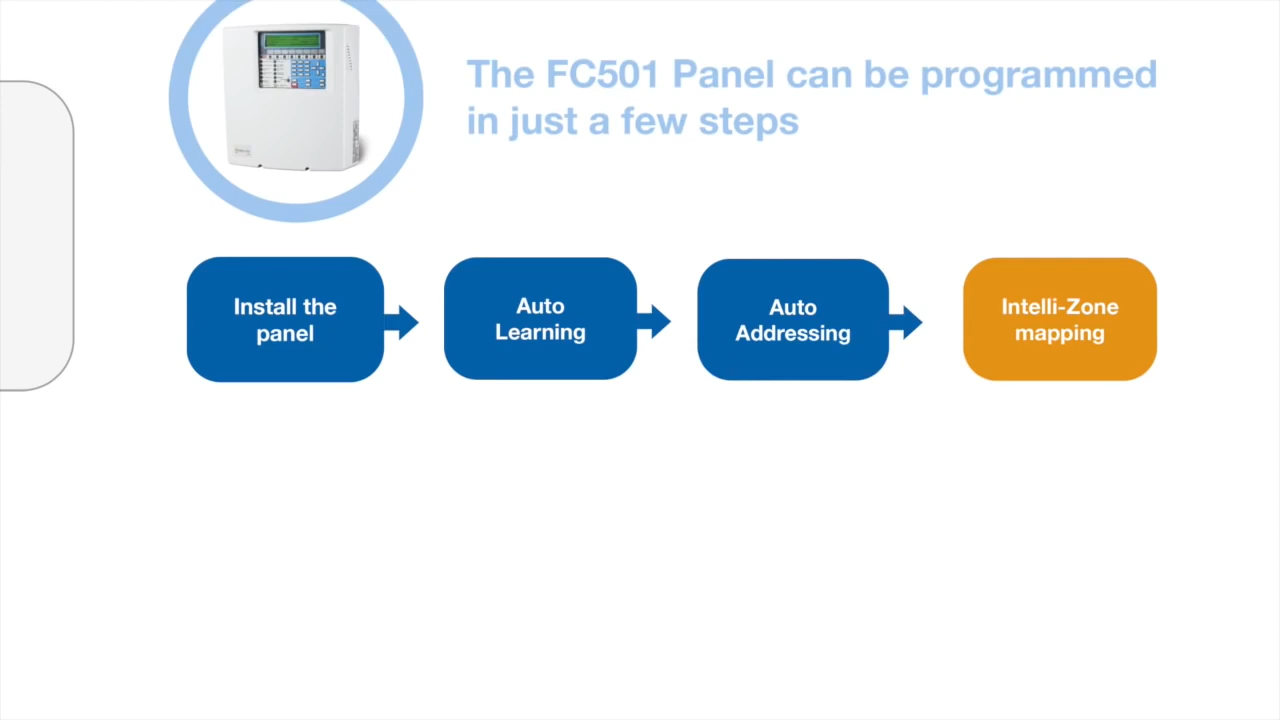 The FC501 Panel can be programmed
in just a few steps
Install the
panel
Auto
Learning
Auto
Addressing
Intelli-Zone
mapping